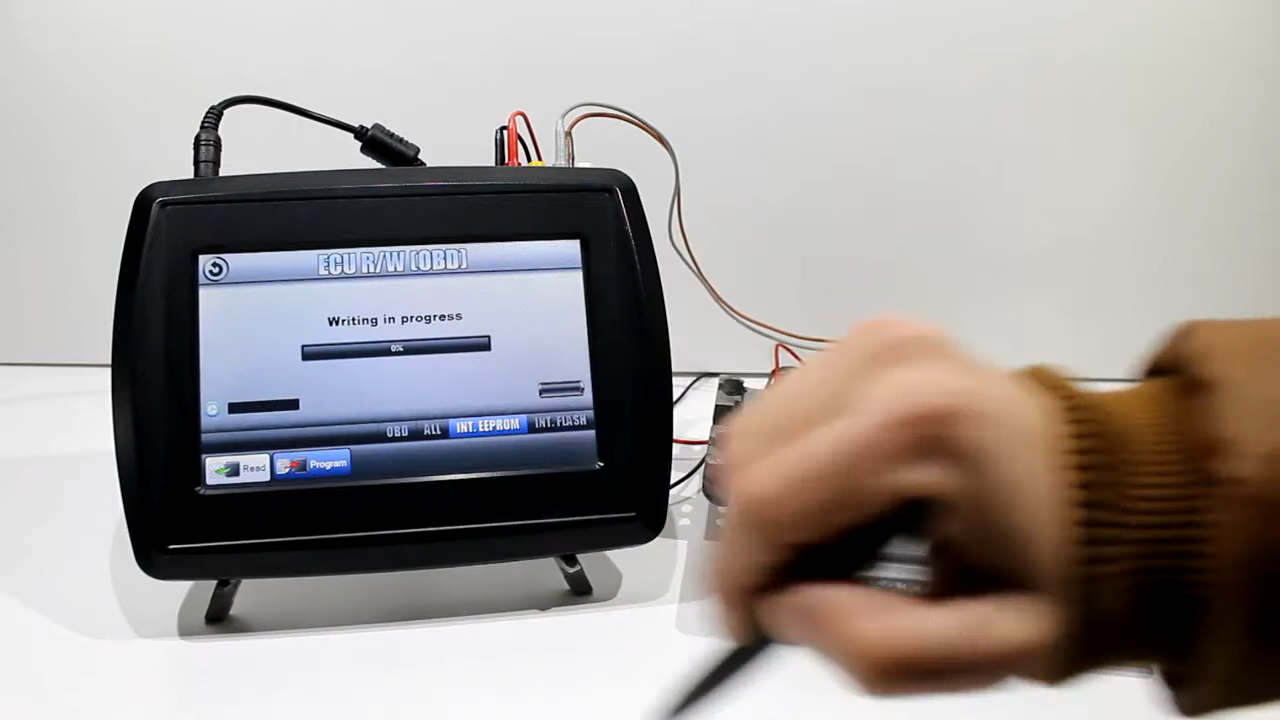 ECU R/W (OBD)
Writing in progress
0%
OBD ALL INT. EEPROM INT. FLASH
Read Program